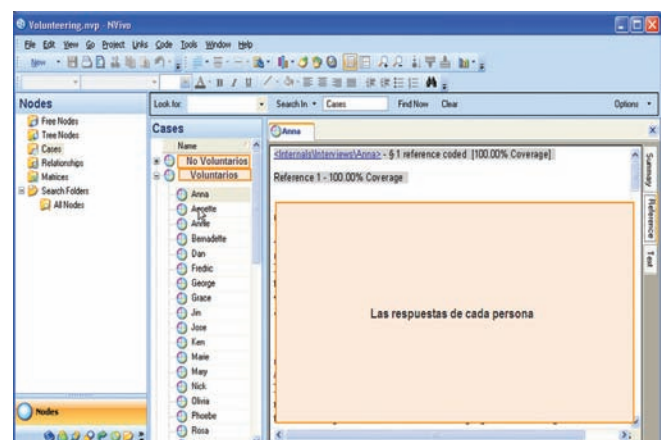 Volunteering.nvp - NVivo
File Edit View Go Project Links Code Tools Window Help
New
Nodes
Look for: Search In Cases Find Now Clear Options
Free Nodes
Tree Nodes
Cases
Relationships
Matrices
Search Folders
All Nodes
Nodes
Cases
Name
No Voluntarios
Voluntarios
Anna
Annette
Annie
Bernadette
Dan
Fredric
George
Grace
Jin
Jose
Ken
Marie
Mary
Nick
Olivia
Phoebe
Rosa
Anna
<Internals\Interviews\Anna> - § 1 reference coded [100.00% Coverage]
Reference 1 - 100.00% Coverage
Las respuestas de cada persona
Summary
Reference
Text